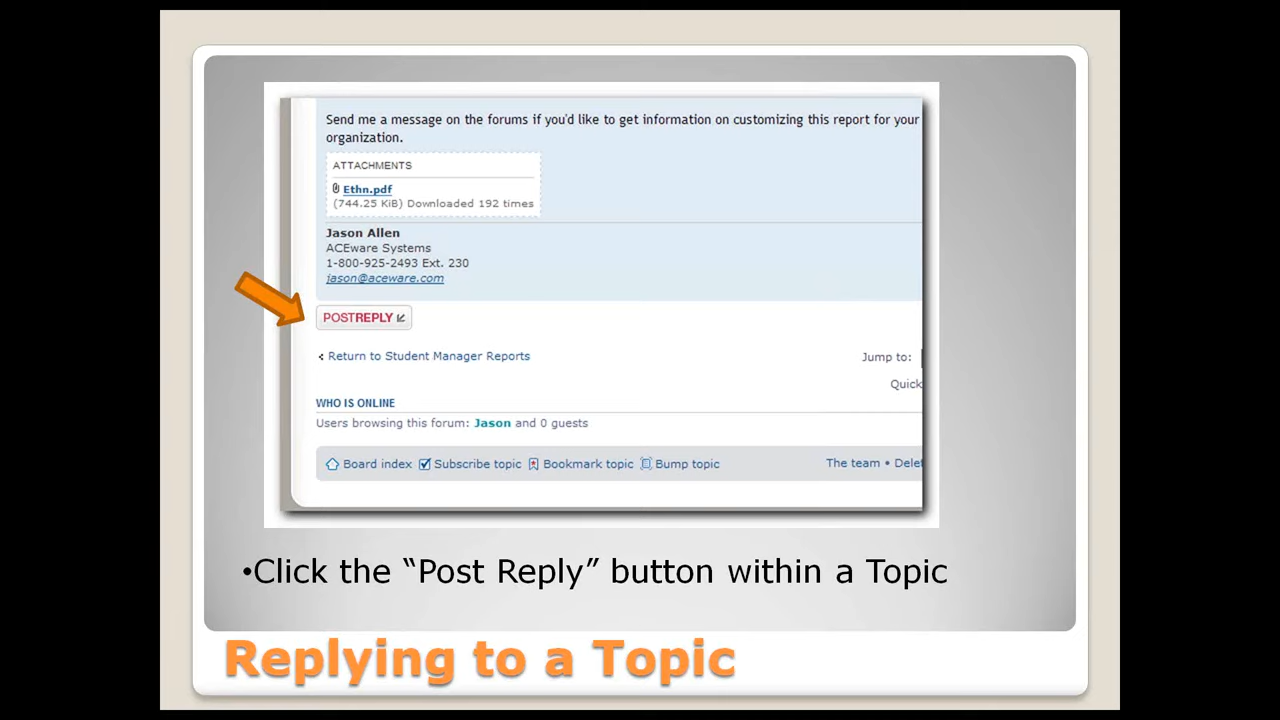 Send me a message on the forums if you'd like to get information on customizing this report for your
organization.
ATTACHMENTS
Ethn.pdf
(744.25 KiB) Downloaded 192 times
Jason Allen
ACEware Systems
1-800-925-2493 Ext. 230
jason@aceware.com
POSTREPLY
Return to Student Manager Reports
Jump to:
Quick
WHO IS ONLINE
Users browsing this forum: Jason and 0 guests
Board index Subscribe topic Bookmark topic Bump topic The team • Delet
•Click the “Post Reply” button within a Topic
Replying to a Topic